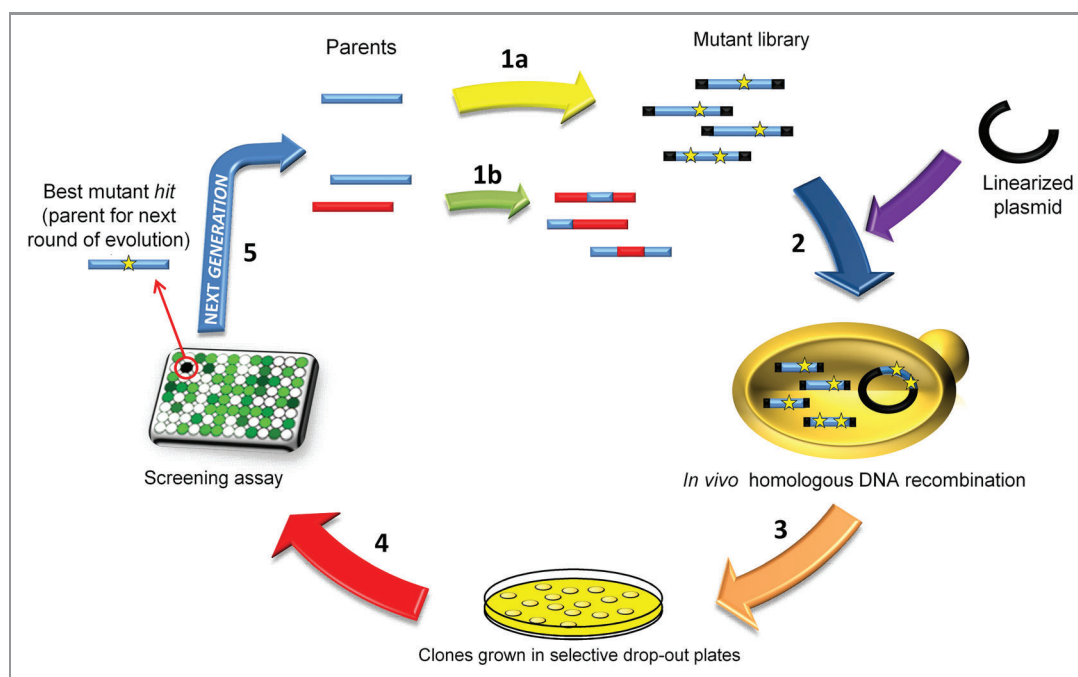 Parents
1a
Mutant library
1b
Linearized
plasmid
Best mutant hit
(parent for next
round of evolution)
NEXT GENERATION
5
2
Screening assay
In vivo homologous DNA recombination
4
3
Clones grown in selective drop-out plates